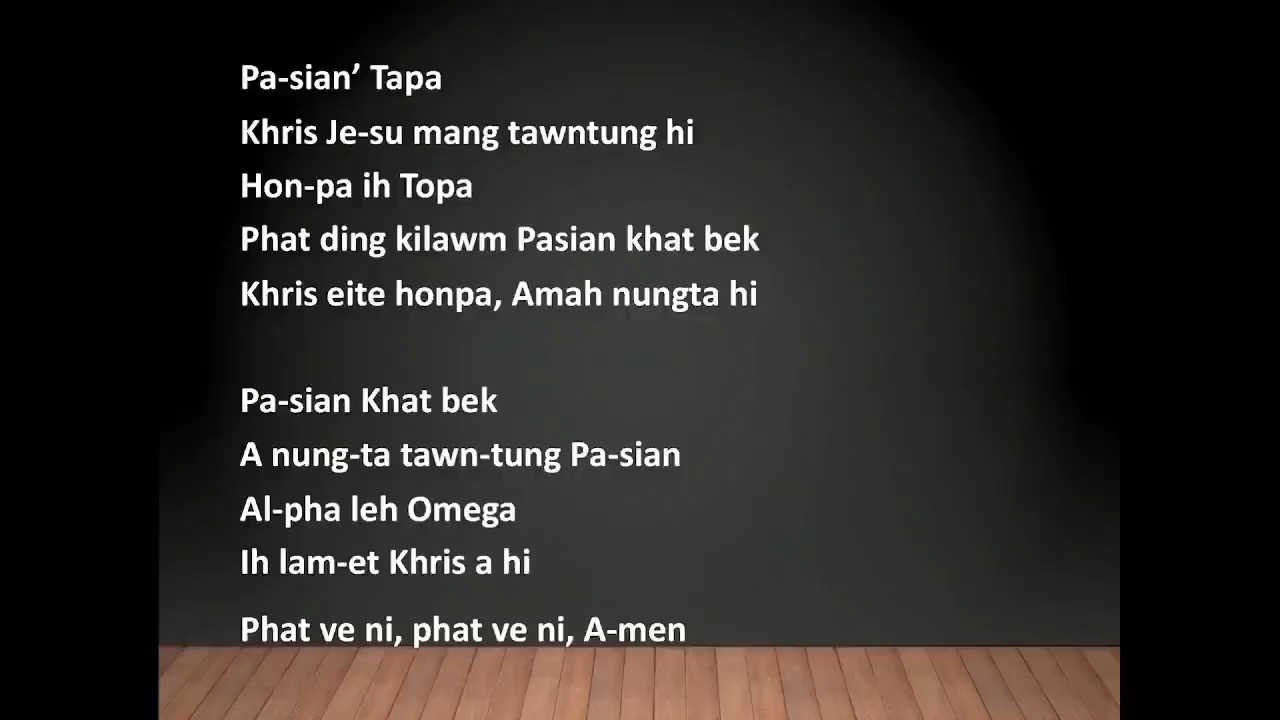 Pa-sian’ Tapa
Khris Je-su mang tawntung hi
Hon-pa ih Topa
Phat ding kilawm Pasian khat bek
Khris eite honpa, Amah nungta hi
Pa-sian Khat bek
A nung-ta tawn-tung Pa-sian
Al-pha leh Omega
Ih lam-et Khris a hi
Phat ve ni, phat ve ni, A-men